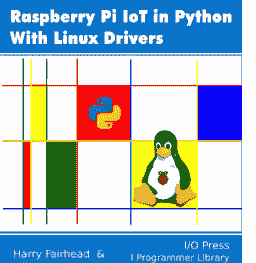 Raspberry Pi IoT in Python
With Linux Drivers
I/O Press
Harry Fairhead &
I Programmer Library